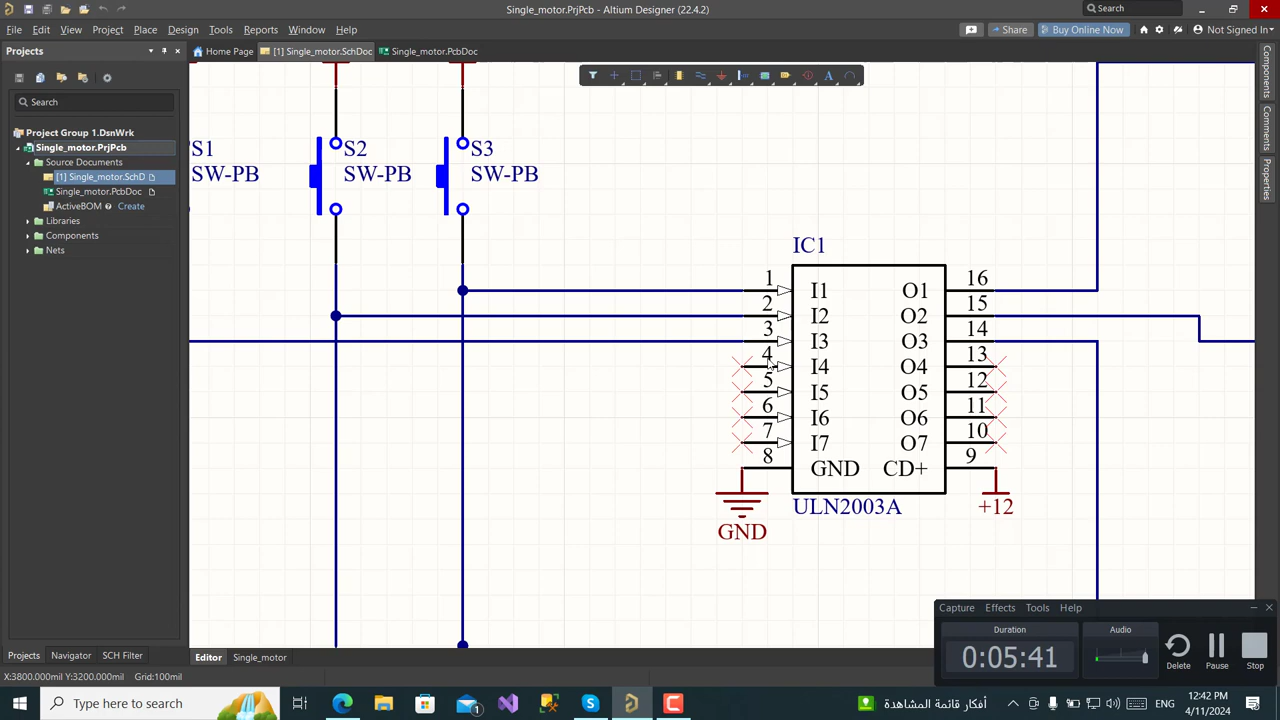 Single_motor.PrjPcb - Altium Designer (22.4.2)
Search
File Edit View Project Place Design Tools Reports Window Help
Share Buy Online Now Not Signed In
Projects
Home Page [1] Single_motor.SchDoc Single_motor.PcbDoc
Search
Project Group 1.DsnWrk
Single_motor.PrjPcb
Source Documents
[1] Single_motor.SchD
Single_motor.PcbDoc
ActiveBOM Create
Libraries
Components
Nets
Components
Comments
Properties
S1
SW-PB
S2
SW-PB
S3
SW-PB
IC1
1 I1 O1 16
2 I2 O2 15
3 I3 O3 14
4 I4 O4 13
5 I5 O5 12
6 I6 O6 11
7 I7 O7 10
8 GND CD+ 9
ULN2003A
GND
+12
Capture Effects Tools Help
Duration
0:05:41
Audio
Delete Pause Stop
Projects Navigator SCH Filter
Editor Single_motor
X:3800.000mil Y:3200.000mil Grid:100mil
Type here to search
1
أفكار قائمة المشاهدة
ENG
12:42 PM
4/11/2024